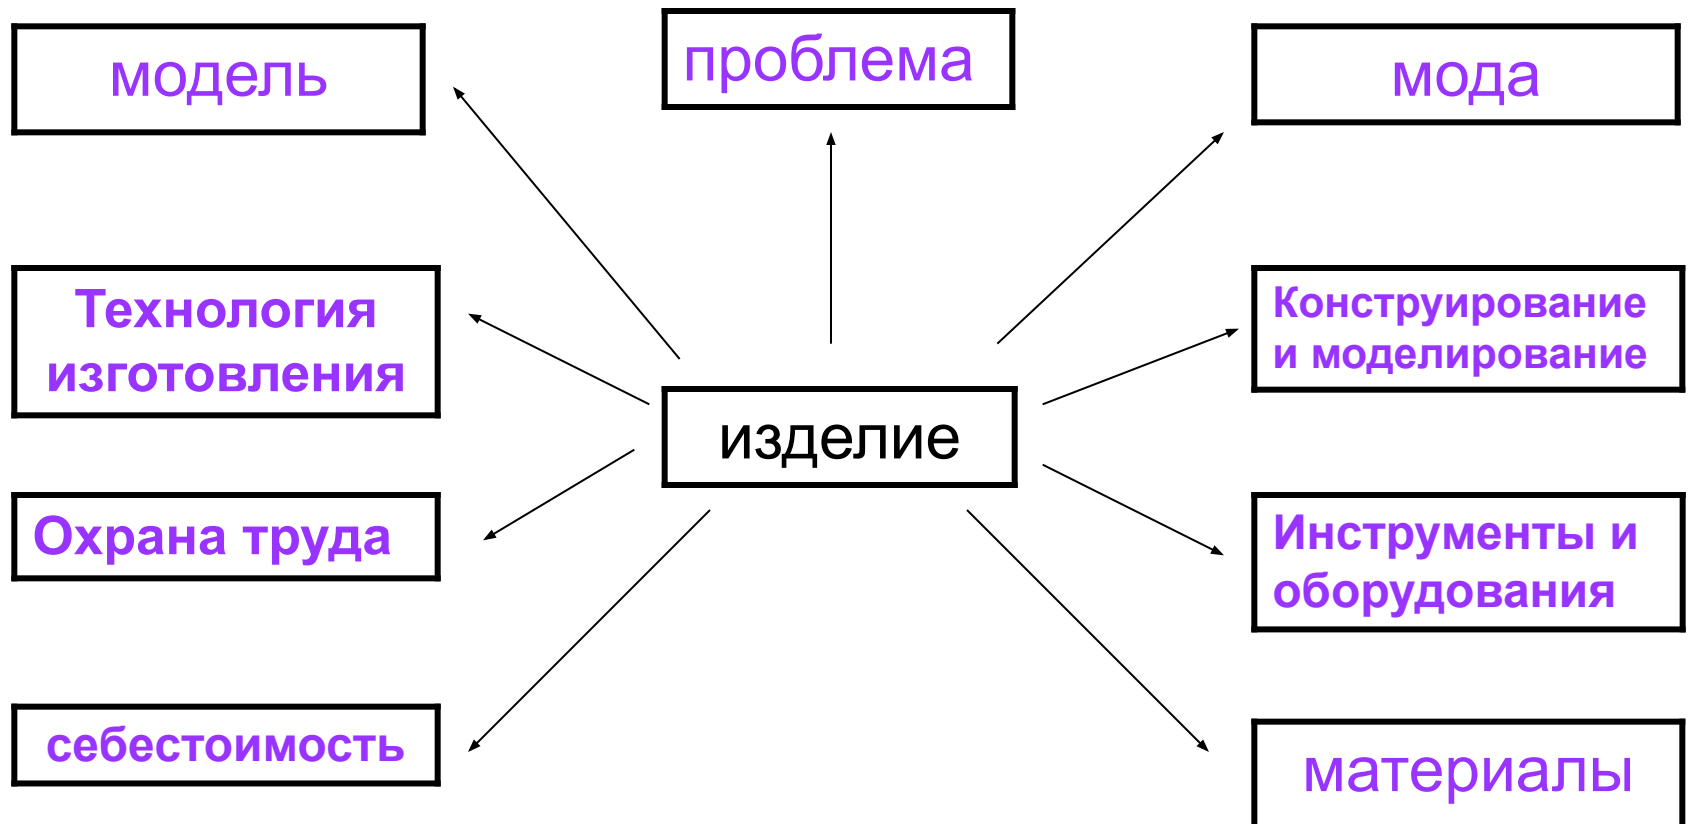 модель
проблема
мода
Технология
изготовления
Конструирование
и моделирование
изделие
Охрана труда
Инструменты и
оборудования
себестоимость
материалы